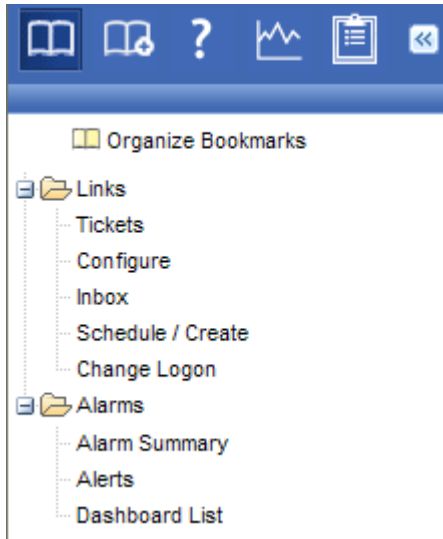 Organize Bookmarks
Links
Tickets
Configure
Inbox
Schedule / Create
Change Logon
Alarms
Alarm Summary
Alerts
Dashboard List